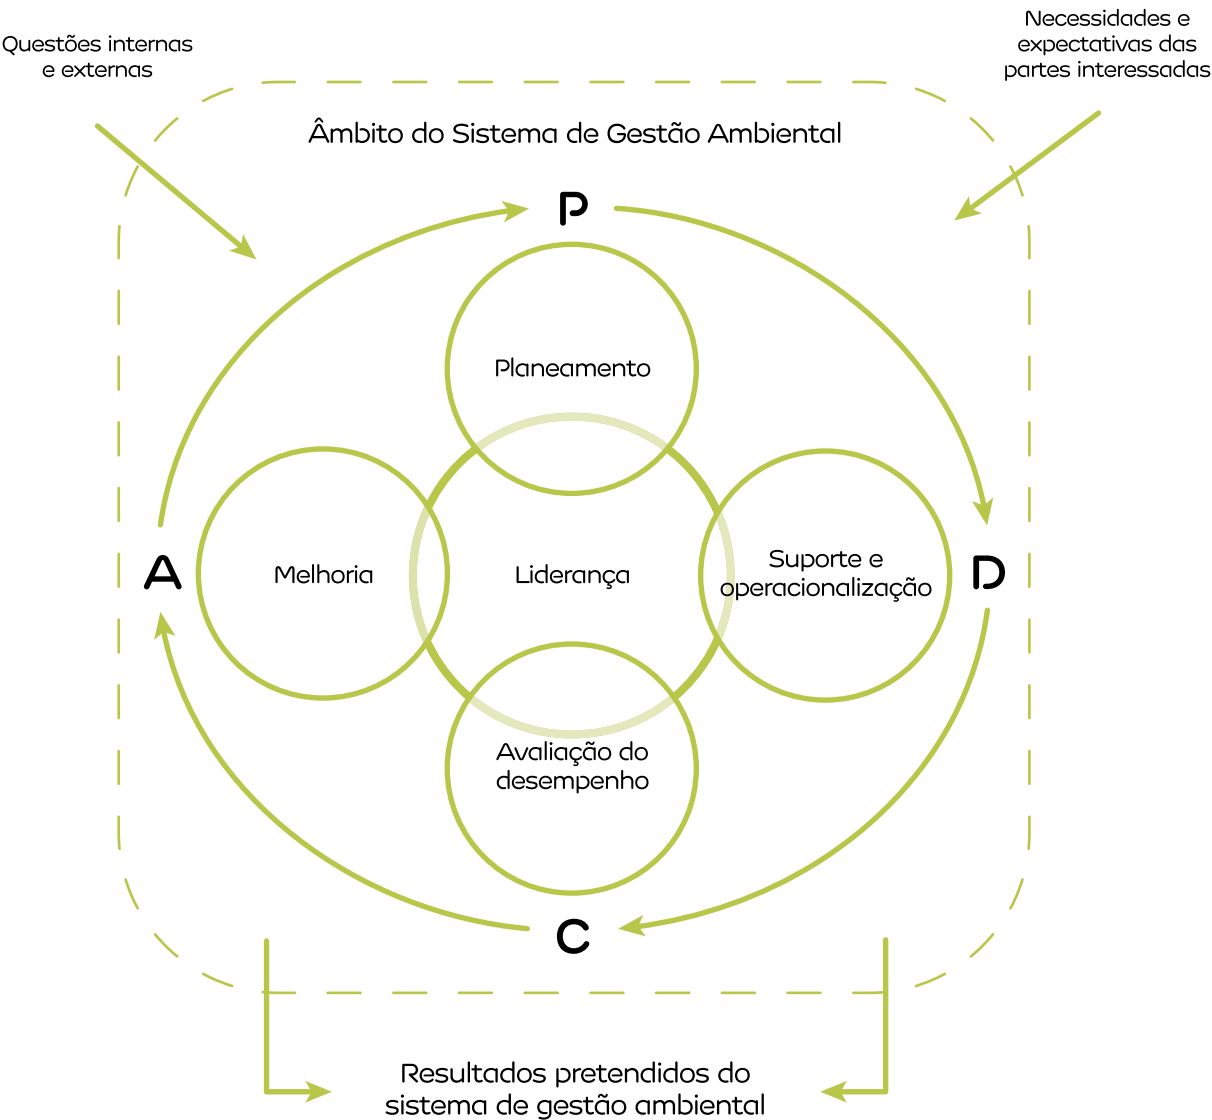 Questões internas
e externas
Necessidades e
expectativas das
partes interessadas
Âmbito do Sistema de Gestão Ambiental
P
Planeamento
A
Melhoria
Liderança
Suporte e
operacionalização
D
Avaliação do
desempenho
C
Resultados pretendidos do
sistema de gestão ambiental